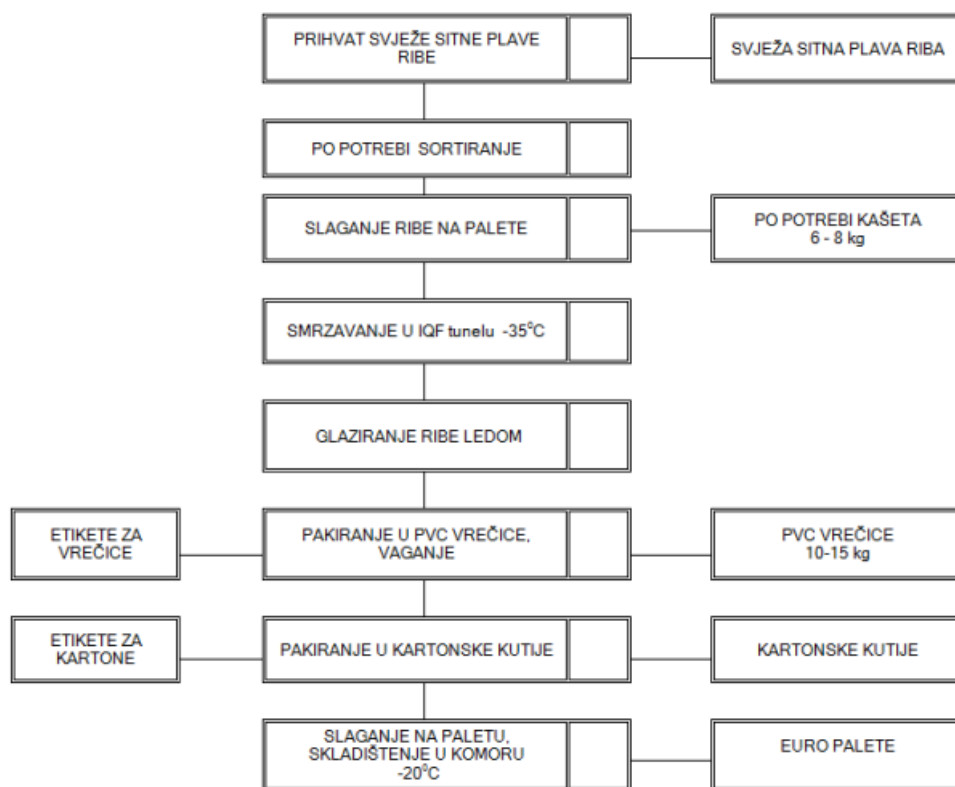 PRIHVAT SVJEŽE SITNE PLAVE
RIBE
SVJEŽA SITNA PLAVA RIBA
PO POTREBI SORTIRANJE
SLAGANJE RIBE NA PALETE
PO POTREBI KAŠETA
6 - 8 kg
SMRZAVANJE U IQF tunelu -35⁰C
GLAZIRANJE RIBE LEDOM
ETIKETE ZA
VREČICE
PAKIRANJE U PVC VREČICE,
VAGANJE
PVC VREČICE
10-15 kg
ETIKETE ZA
KARTONE
PAKIRANJE U KARTONSKE KUTIJE
KARTONSKE KUTIJE
SLAGANJE NA PALETU,
SKLADIŠTENJE U KOMORU
-20⁰C
EURO PALETE